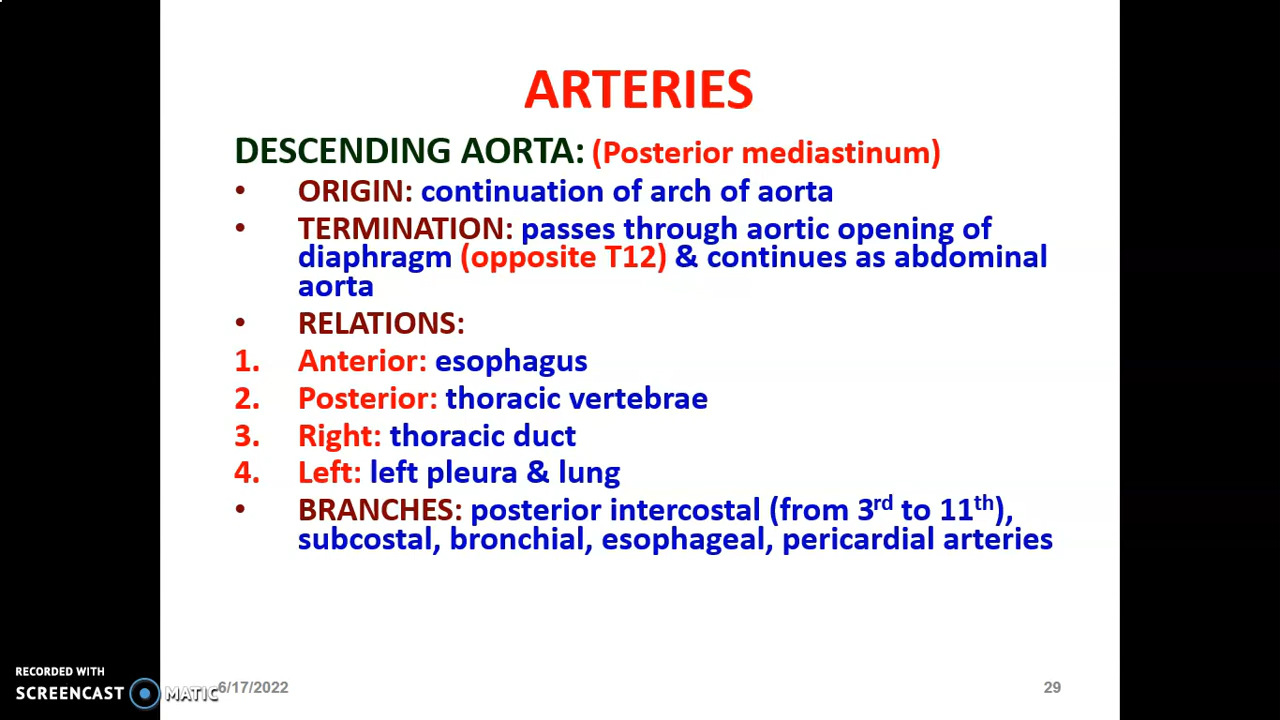 ARTERIES
DESCENDING AORTA: (Posterior mediastinum)
• ORIGIN: continuation of arch of aorta
• TERMINATION: passes through aortic opening of
diaphragm (opposite T12) & continues as abdominal
aorta
• RELATIONS:
1. Anterior: esophagus
2. Posterior: thoracic vertebrae
3. Right: thoracic duct
4. Left: left pleura & lung
• BRANCHES: posterior intercostal (from 3rd to 11th),
subcostal, bronchial, esophageal, pericardial arteries
RECORDED WITH
SCREENCAST MATIC
6/17/2022
29